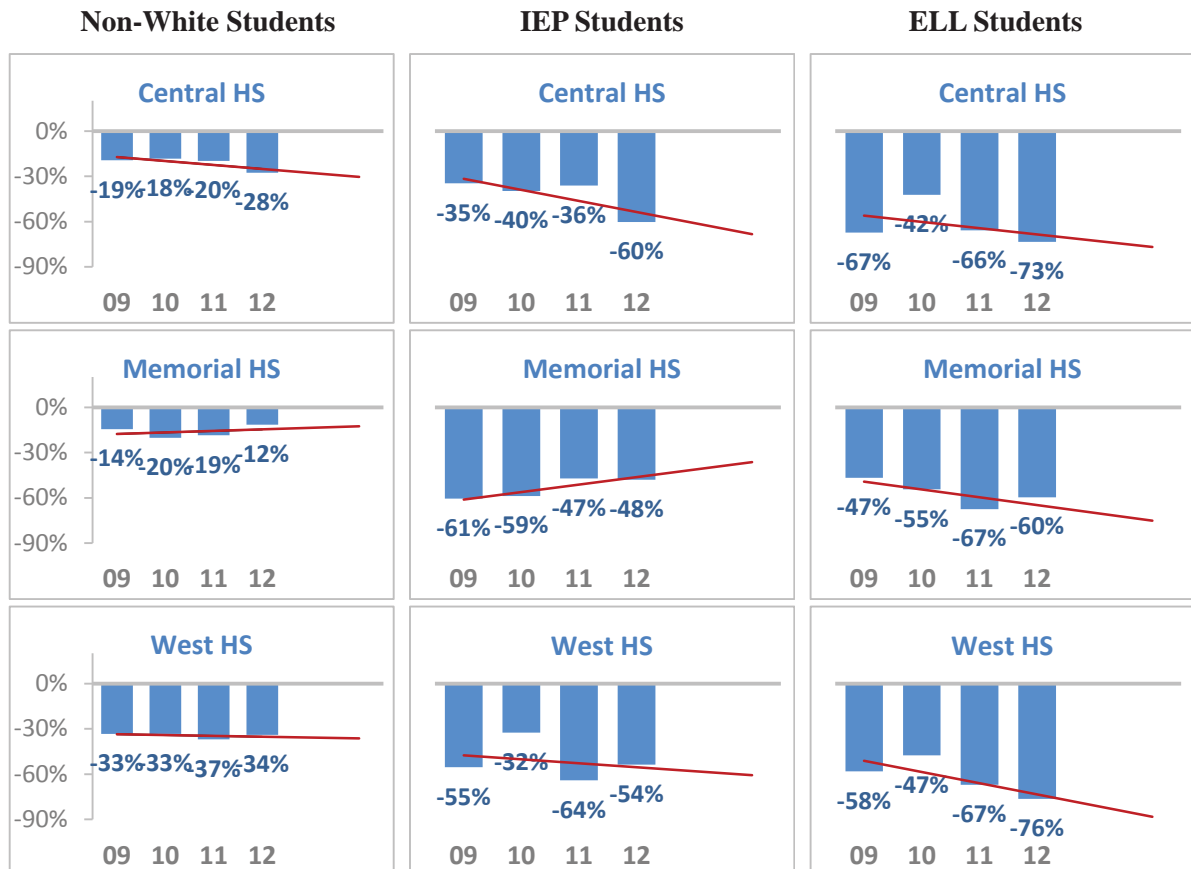 Non-White Students IEP Students ELL Students
Central HS Central HS Central HS
0%
-30%
-60%
-90%
-19% -18% -20% -28%
-35% -40% -36% -60%
-67% -42% -66% -73%
09 10 11 12 09 10 11 12 09 10 11 12
Memorial HS Memorial HS Memorial HS
0%
-30%
-60%
-90%
-14% -20% -19% -12%
-61% -59% -47% -48%
-47% -55% -67% -60%
09 10 11 12 09 10 11 12 09 10 11 12
West HS West HS West HS
0%
-30%
-60%
-90%
-33% -33% -37% -34%
-55% -32% -64% -54%
-58% -47% -67% -76%
09 10 11 12 09 10 11 12 09 10 11 12